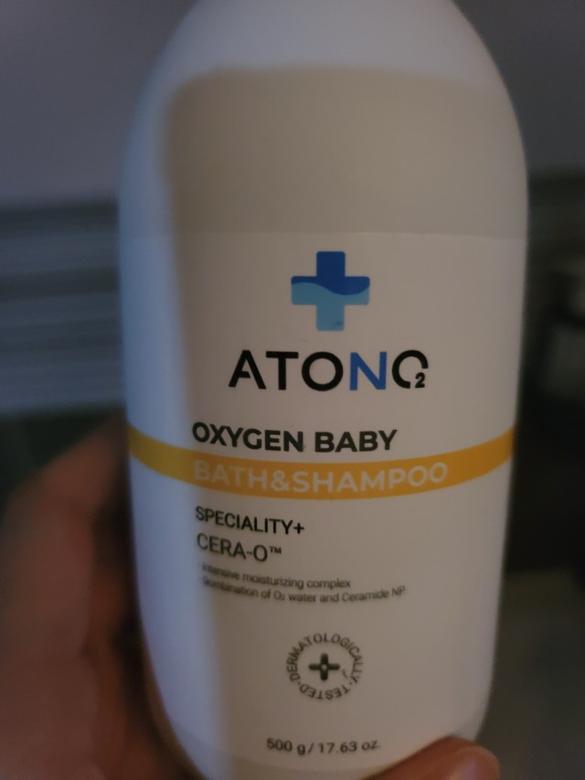 ATONO2
OXYGEN BABY
BATH&SHAMPOO
SPECIALITY+
CERA-O™
- Intensive moisturizing complex
- Combination of O₂ water and Ceramide NP
DERMATOLOGICALLY·TESTED·
500 g / 17.63 oz.